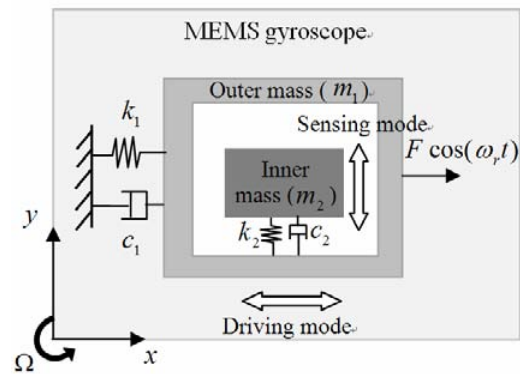 MEMS gyroscope
Outer mass ( m₁ )
k₁
Sensing mode
F cos(ωᵣt)
Inner
mass (m₂)
c₁
k₂
c₂
y
Driving mode
Ω
x